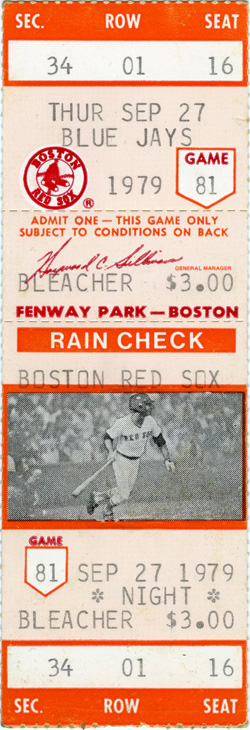 SEC. ROW SEAT
34 01 16
THUR SEP 27
BLUE JAYS
BOSTON
RED SOX
®
1979
GAME
81
ADMIT ONE — THIS GAME ONLY
SUBJECT TO CONDITIONS ON BACK
Haywood C. Sullivan
GENERAL MANAGER
BLEACHER $3.00
FENWAY PARK — BOSTON
RAIN CHECK
BOSTON RED SOX
RED SOX
GAME
81 SEP 27 1979
* NIGHT *
BLEACHER $3.00
34 01 16
SEC. ROW SEAT